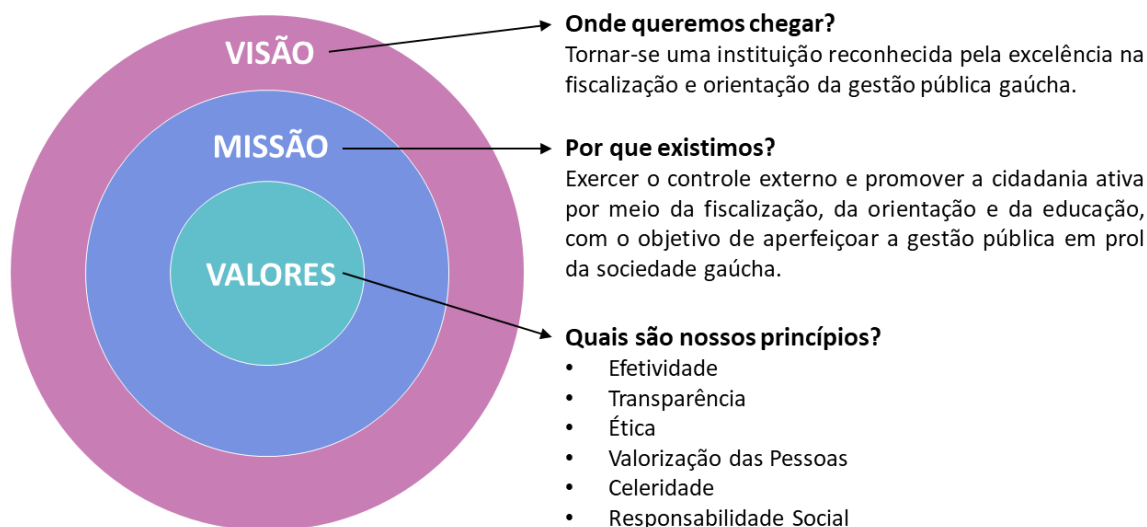 VISÃO
MISSÃO
VALORES
Onde queremos chegar?
Tornar-se uma instituição reconhecida pela excelência na
fiscalização e orientação da gestão pública gaúcha.
Por que existimos?
Exercer o controle externo e promover a cidadania ativa
por meio da fiscalização, da orientação e da educação,
com o objetivo de aperfeiçoar a gestão pública em prol
da sociedade gaúcha.
Quais são nossos princípios?
• Efetividade
• Transparência
• Ética
• Valorização das Pessoas
• Celeridade
• Responsabilidade Social